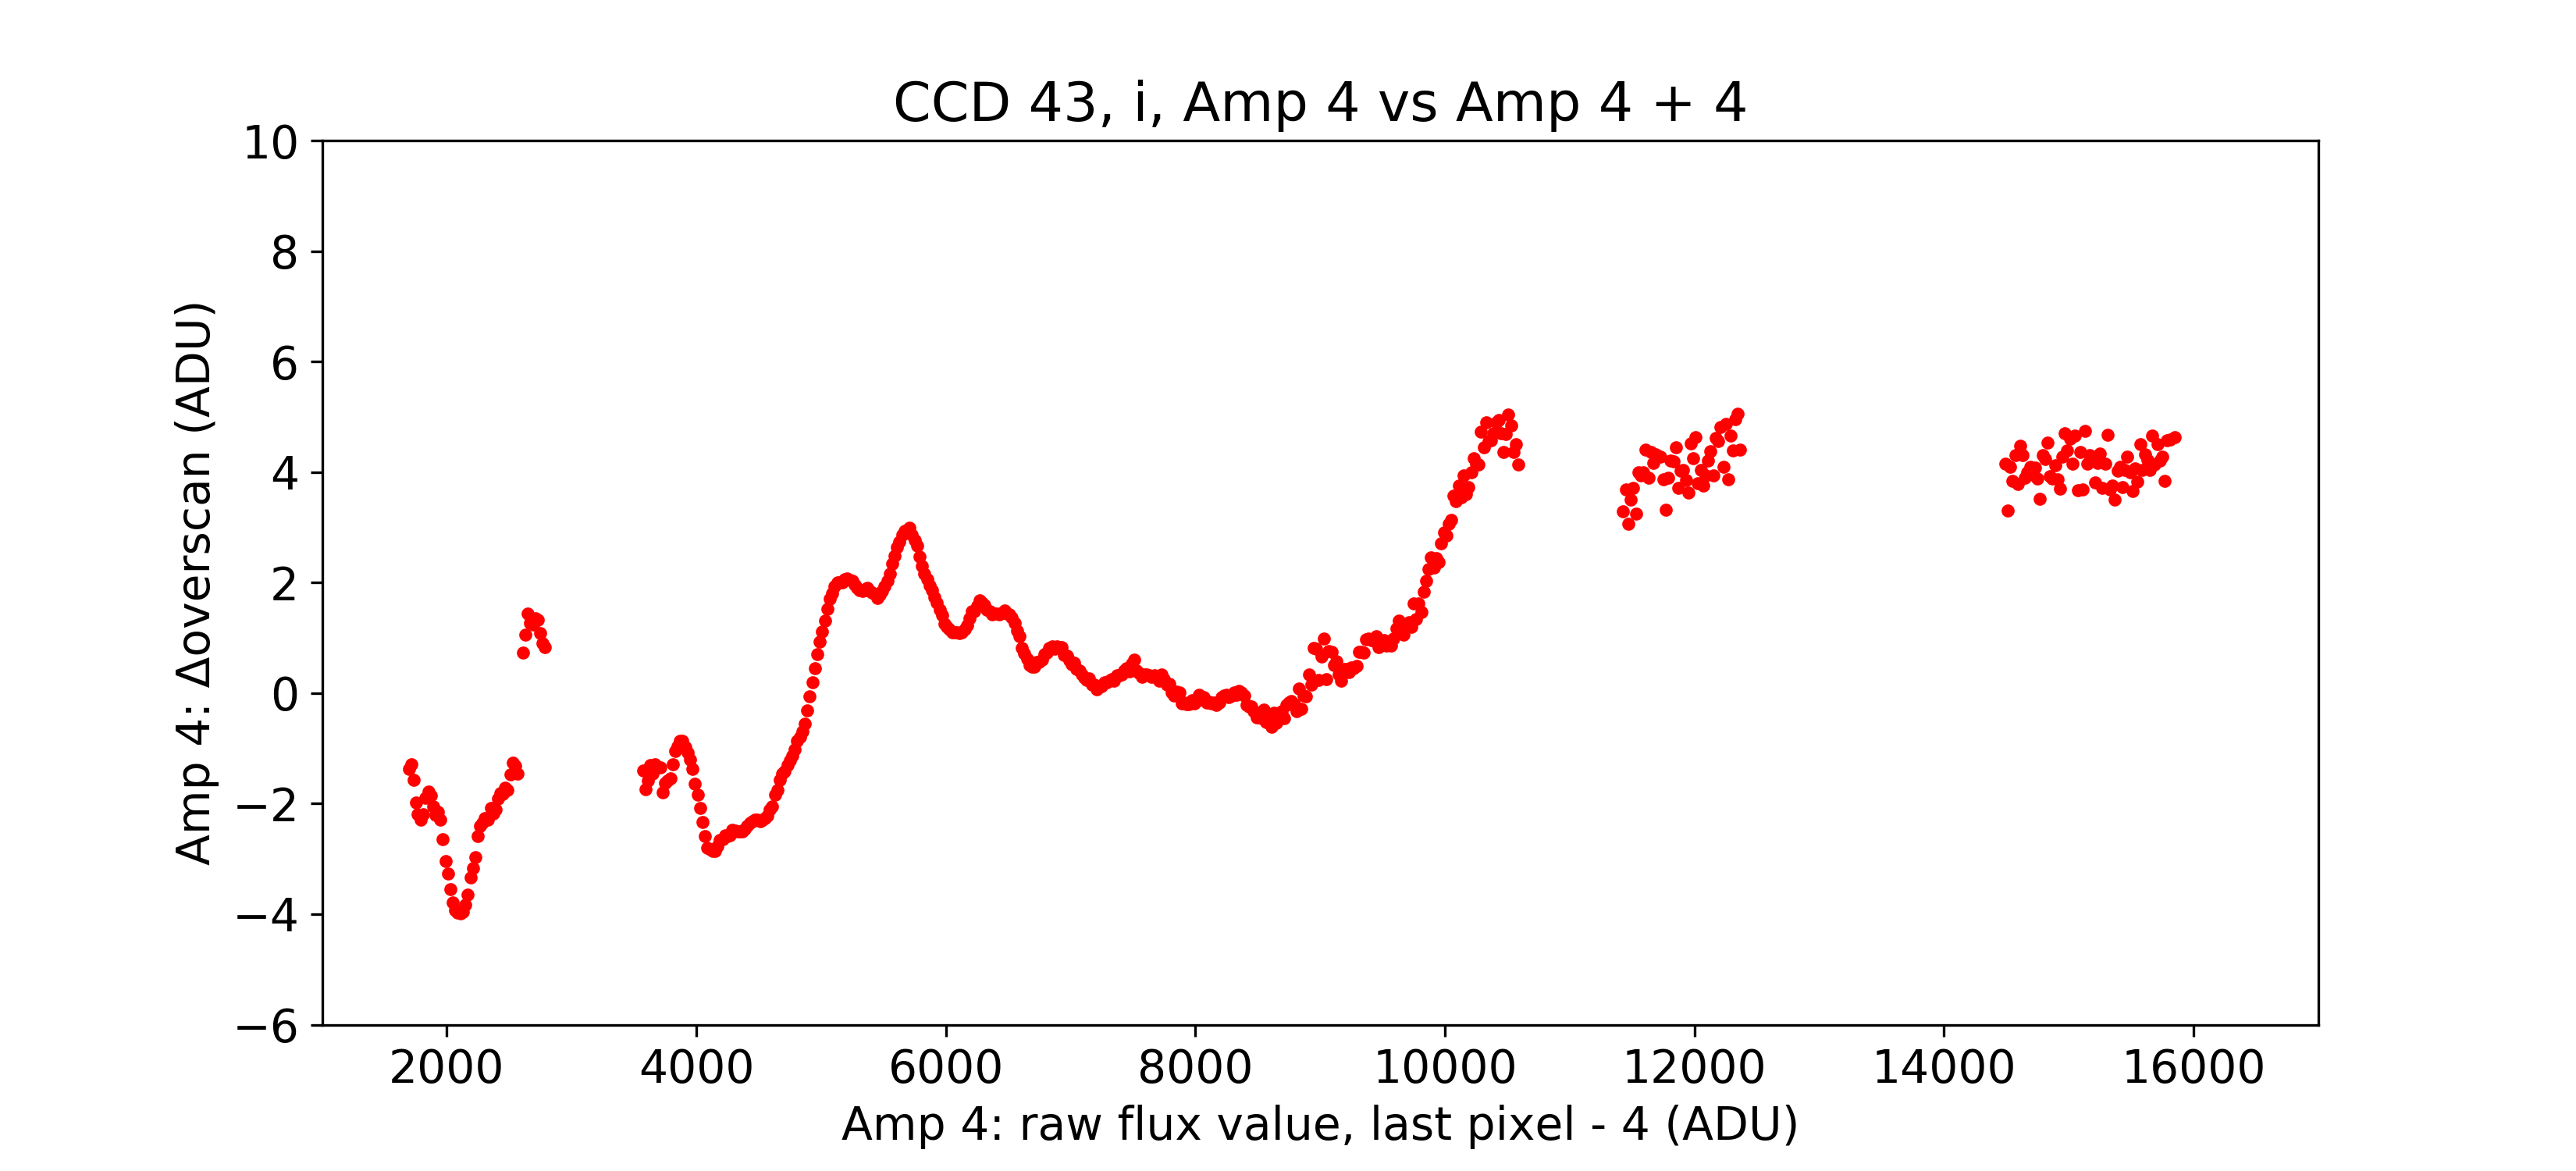 CCD 43, i, Amp 4 vs Amp 4 + 4
10
8
6
4
2
0
−2
−4
−6
Amp 4: Δoverscan (ADU)
2000 4000 6000 8000 10000 12000 14000 16000
Amp 4: raw flux value, last pixel - 4 (ADU)